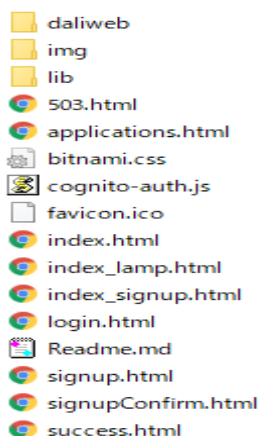 daliweb
img
lib
503.html
applications.html
bitnami.css
cognito-auth.js
favicon.ico
index.html
index_lamp.html
index_signup.html
login.html
Readme.md
signup.html
signupConfirm.html
success.html